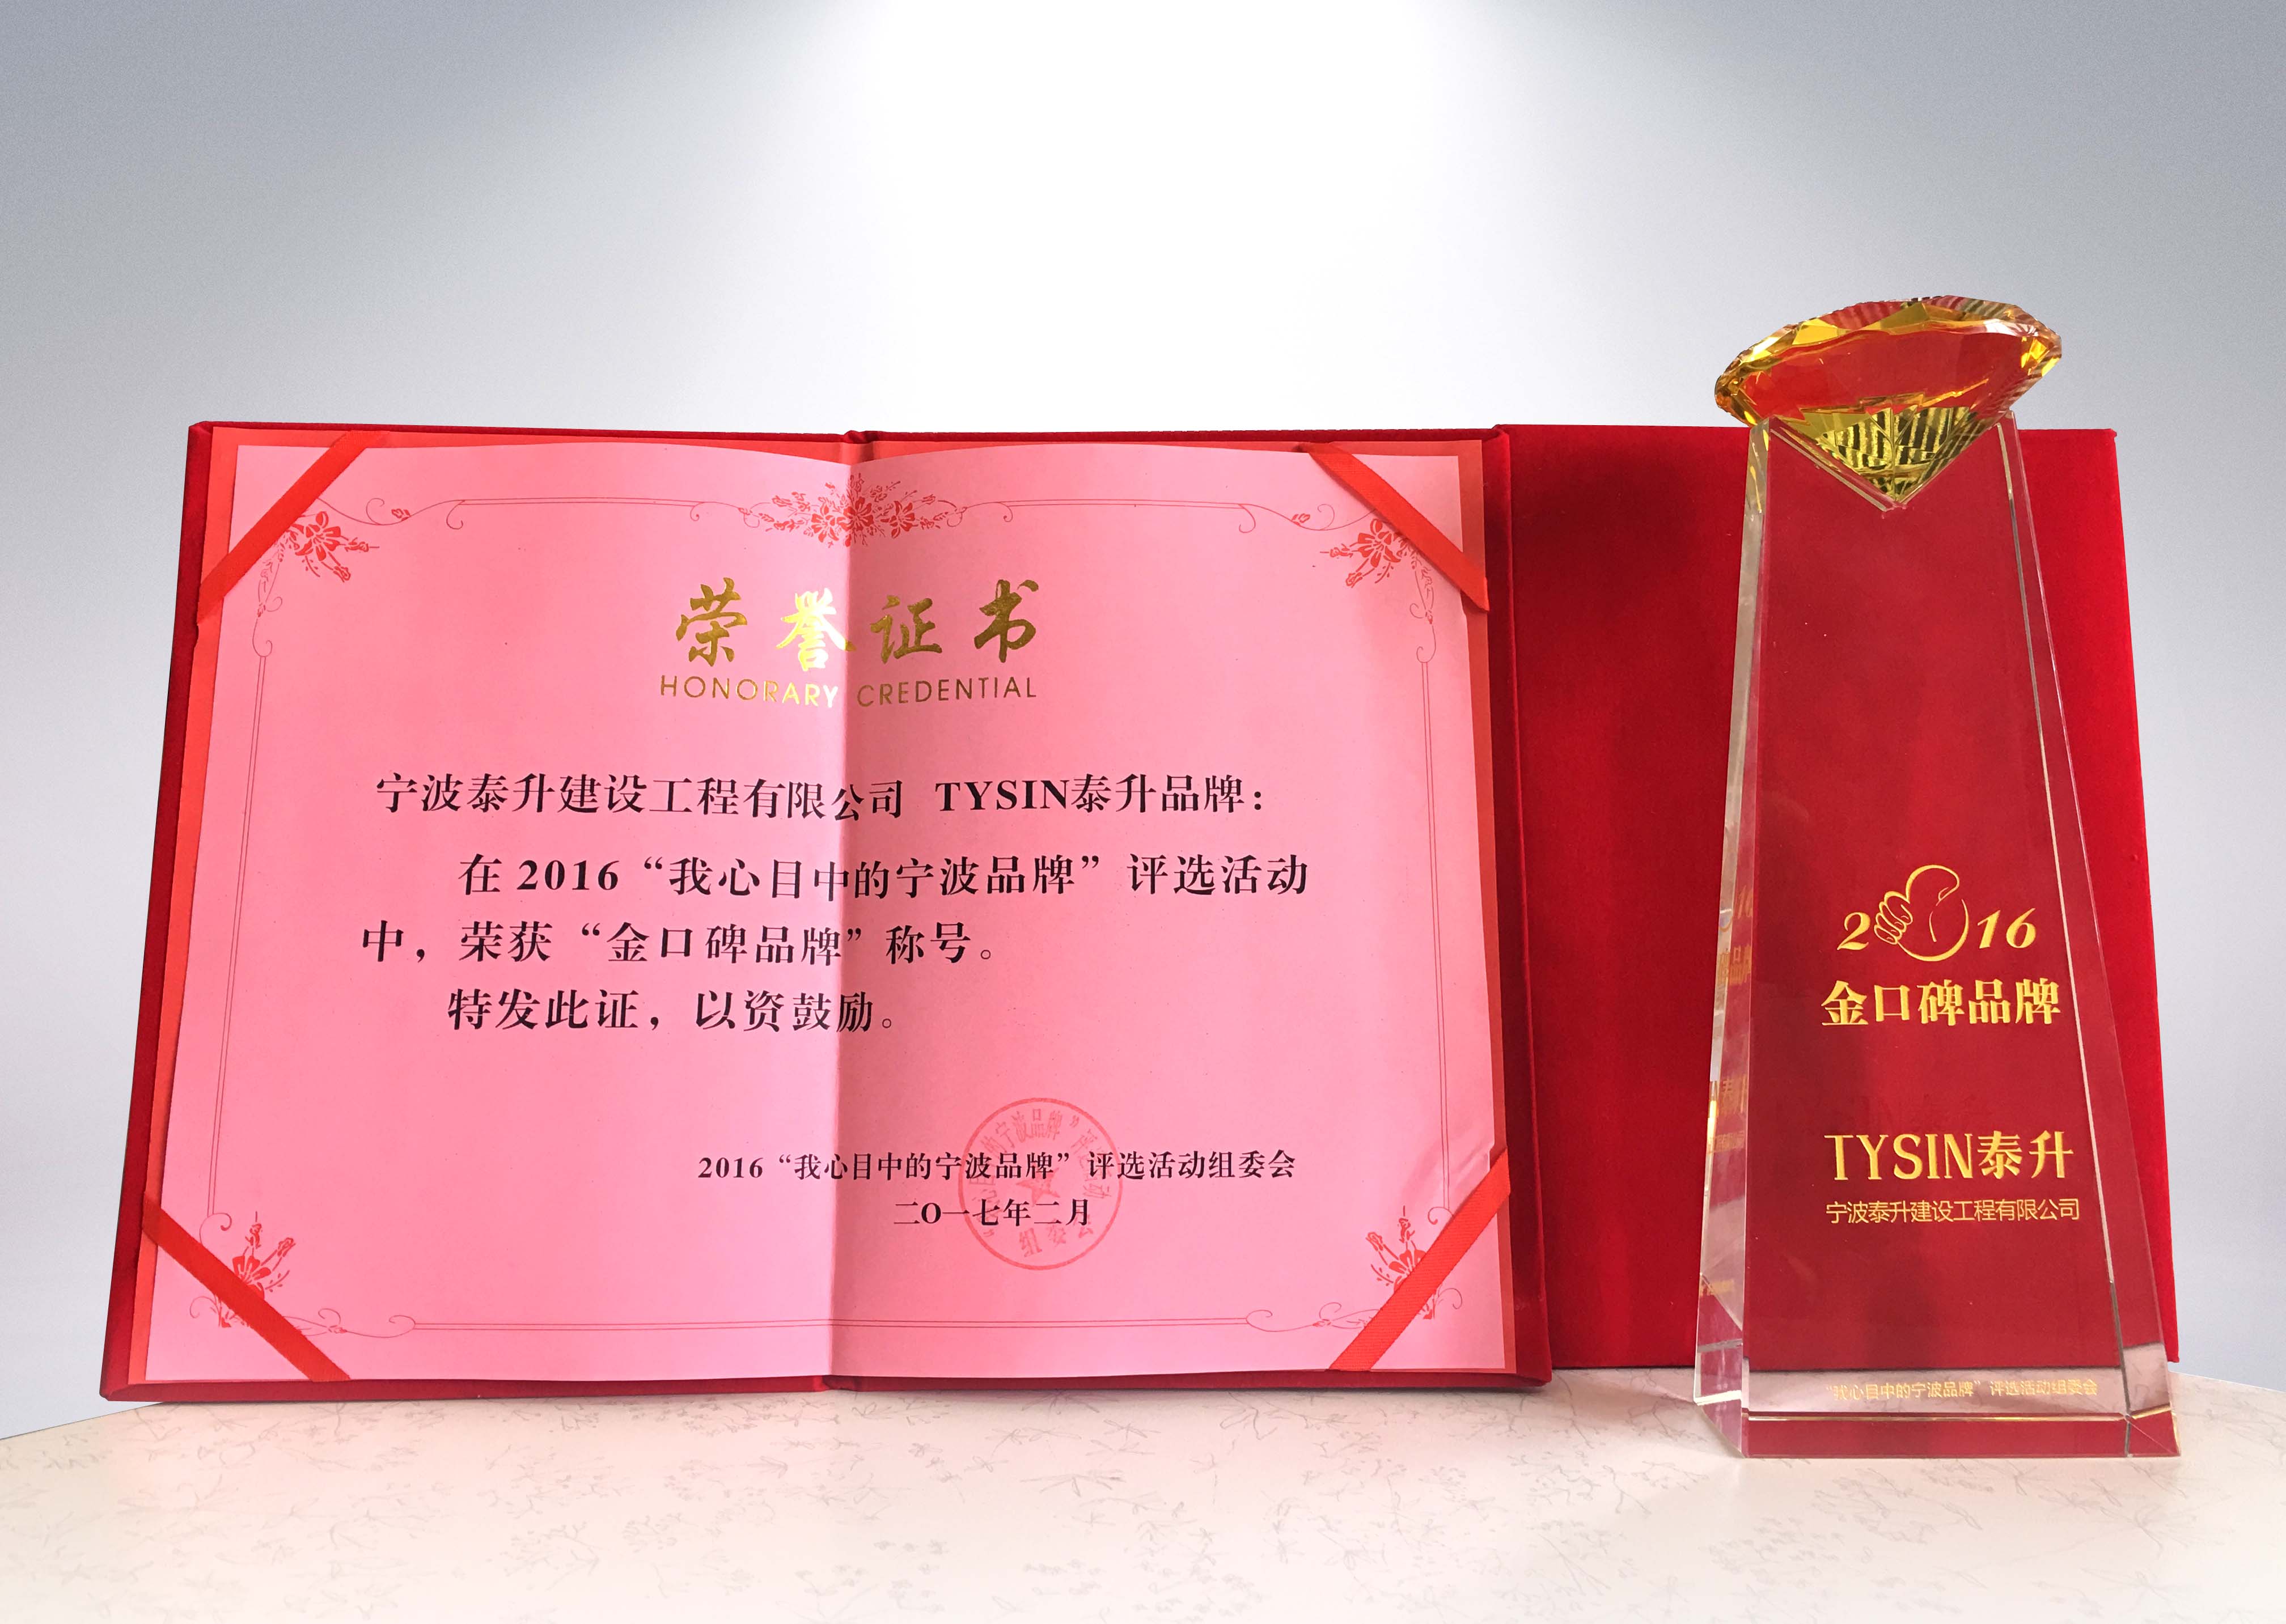 荣誉证书
HONORARY CREDENTIAL
宁波泰升建设工程有限公司 TYSIN泰升品牌：
在2016“我心目中的宁波品牌”评选活动
中，荣获“金口碑品牌”称号。
特发此证，以资鼓励。
2016“我心目中的宁波品牌”评选活动组委会
二O一七年二月
2016
金口碑品牌
TYSIN泰升
宁波泰升建设工程有限公司
“我心目中的宁波品牌”评选活动组委会